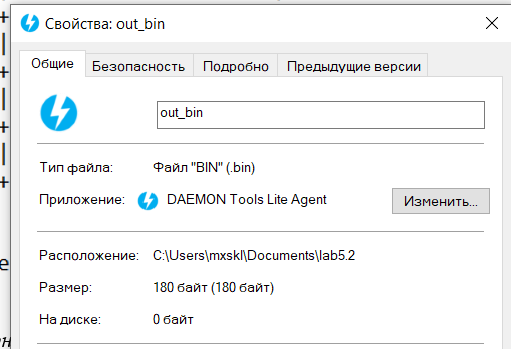 Свойства: out_bin
Общие Безопасность Подробно Предыдущие версии
out_bin
Тип файла: Файл "BIN" (.bin)
Приложение: DAEMON Tools Lite Agent Изменить...
Расположение: C:\Users\mxskl\Documents\lab5.2
Размер: 180 байт (180 байт)
На диске: 0 байт